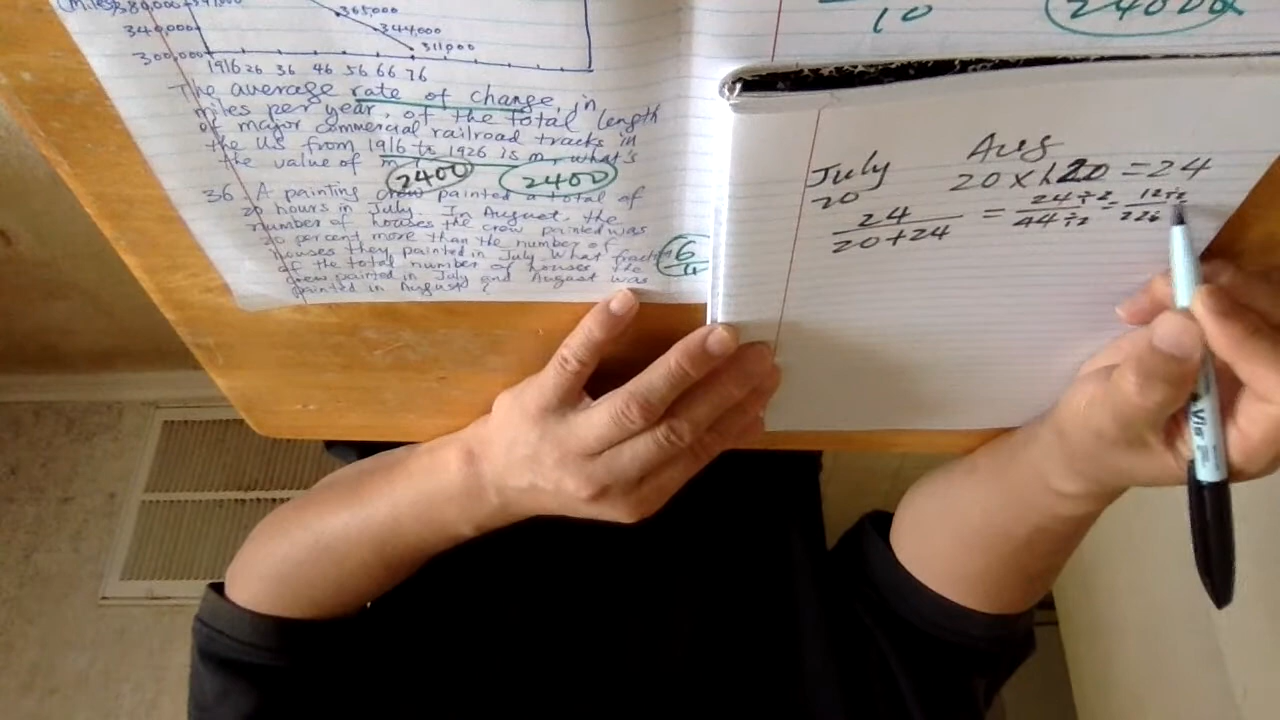 (Miles)
380,000
340,000
300,000
365,000
344,000
311,000
1916 26 36 46 56 66 76
The average rate of change, in
miles per year, of the total length
of major commercial railroad tracks in
the US from 1916 to 1926 is m, what's
the value of m
2400 2400
36 A painting crew painted a total of
20 hours in July. In August, the
number of houses the crew painted was
20 percent more than the number of
houses they painted in July. What fraction
of the total number of houses the
crew painted in July and August was
painted in August?
6
10
24000
July Aug
20 20 x 1.20 = 24
24 = 24÷2 = 12÷2
20+24 44÷2
Vis